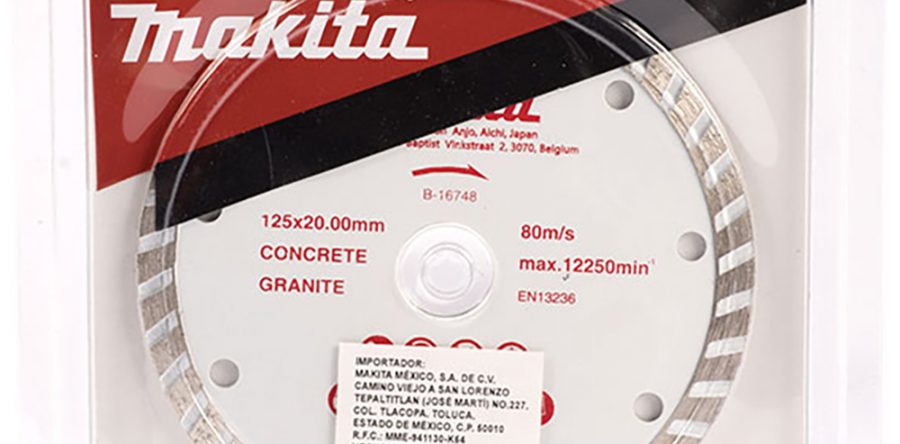 makita
Anjo, Aichi, Japan
Baptist Vinkstraat 2, 3070, Belgium
B-16748
125x20.00mm
CONCRETE
GRANITE
80m/s
max.12250min⁻¹
EN13236
IMPORTADOR:
MAKITA MÉXICO, S.A. DE C.V.
CAMINO VIEJO A SAN LORENZO
TEPALTITLAN (JOSÉ MARTÍ) NO.227,
COL. TLACOPA. TOLUCA.
ESTADO DE MÉXICO, C.P. 50010
R.F.C.: MME-941130-K54